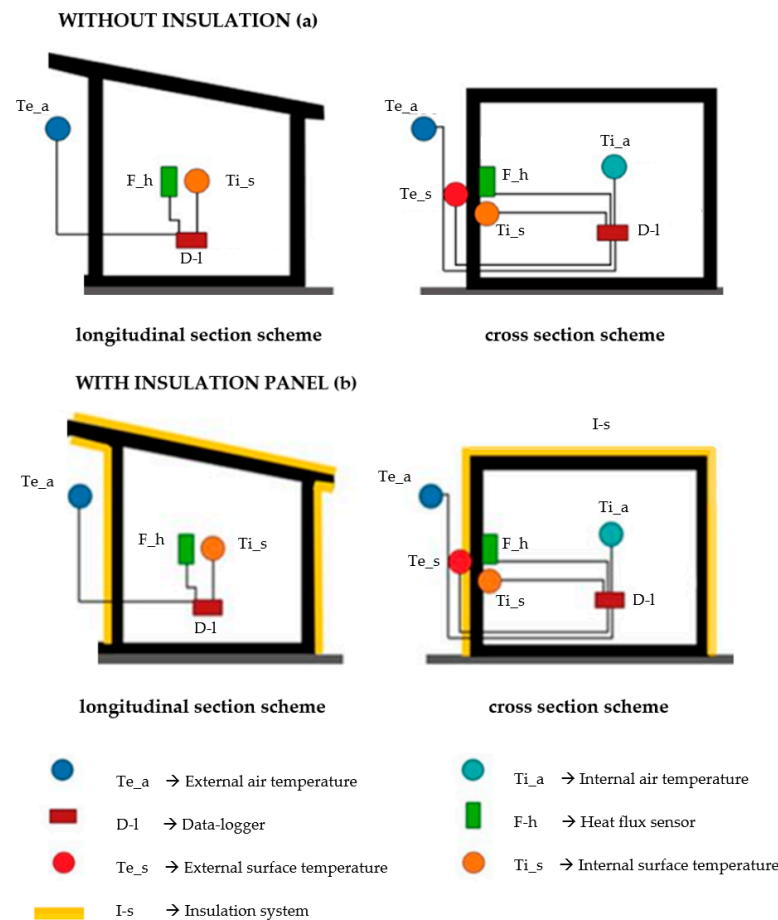 WITHOUT INSULATION (a)
Te_a
F_h
Ti_s
D-l
Te_a
Ti_a
F_h
Te_s
Ti_s
D-l
longitudinal section scheme
cross section scheme
WITH INSULATION PANEL (b)
I-s
Te_a
F_h
Ti_s
D-l
Te_a
Ti_a
F_h
Te_s
Ti_s
D-l
longitudinal section scheme
cross section scheme
Te_a → External air temperature
Ti_a → Internal air temperature
D-l → Data-logger
F-h → Heat flux sensor
Te_s → External surface temperature
Ti_s → Internal surface temperature
I-s → Insulation system